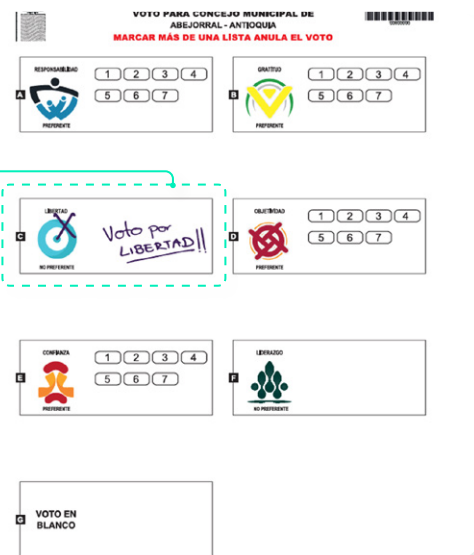 VOTO PARA CONCEJO MUNICIPAL DE
ABEJORRAL - ANTIOQUIA
MARCAR MÁS DE UNA LISTA ANULA EL VOTO
A
RESPONSABILIDAD
PREFERENTE
1 2 3 4
5 6 7
B
GRATITUD
PREFERENTE
1 2 3 4
5 6 7
C
LIBERTAD
NO PREFERENTE
Voto por
LIBERTAD!!
D
OBJETIVIDAD
PREFERENTE
1 2 3 4
5 6 7
E
CONFIANZA
PREFERENTE
1 2 3 4
5 6 7
F
LIDERAZGO
NO PREFERENTE
G
VOTO EN
BLANCO